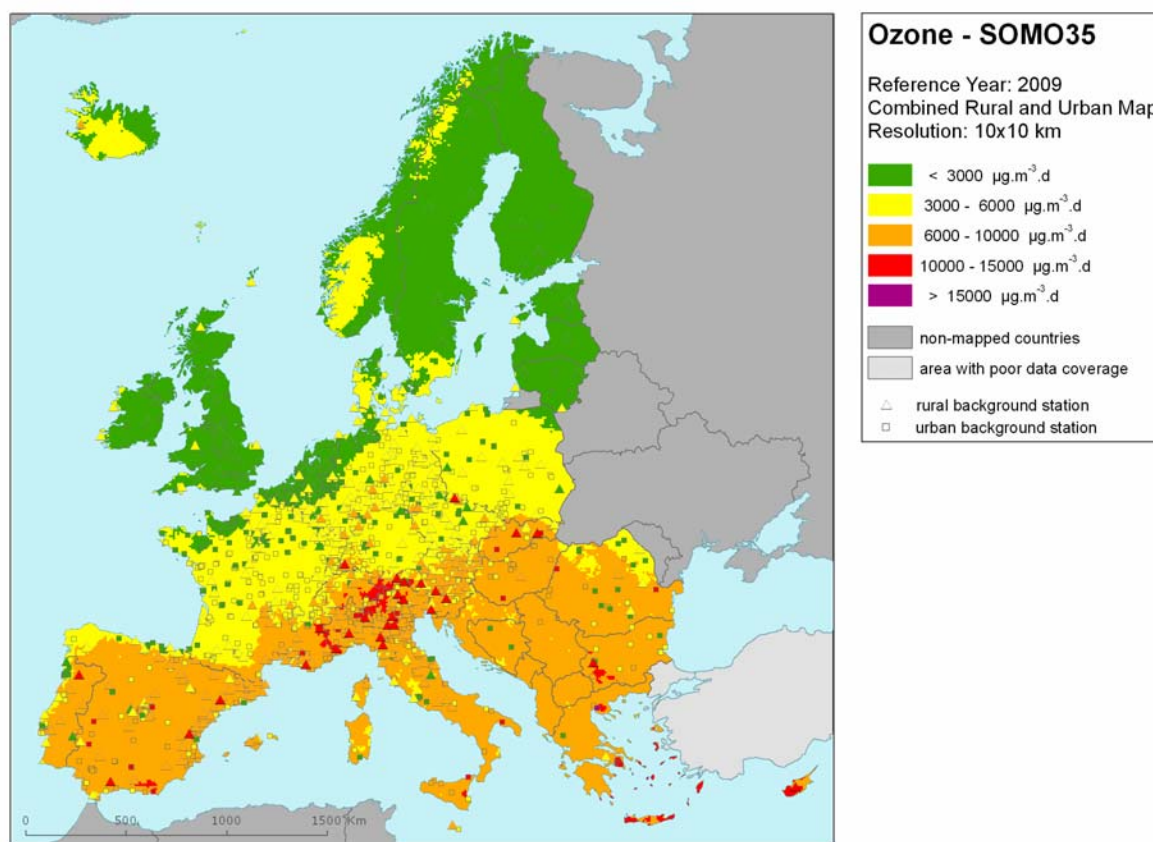 Ozone - SOMO35
Reference Year: 2009
Combined Rural and Urban Map
Resolution: 10x10 km
< 3000 µg.m⁻³.d
3000 - 6000 µg.m⁻³.d
6000 - 10000 µg.m⁻³.d
10000 - 15000 µg.m⁻³.d
> 15000 µg.m⁻³.d
non-mapped countries
area with poor data coverage
rural background station
urban background station
0 500 1000 1500 Km